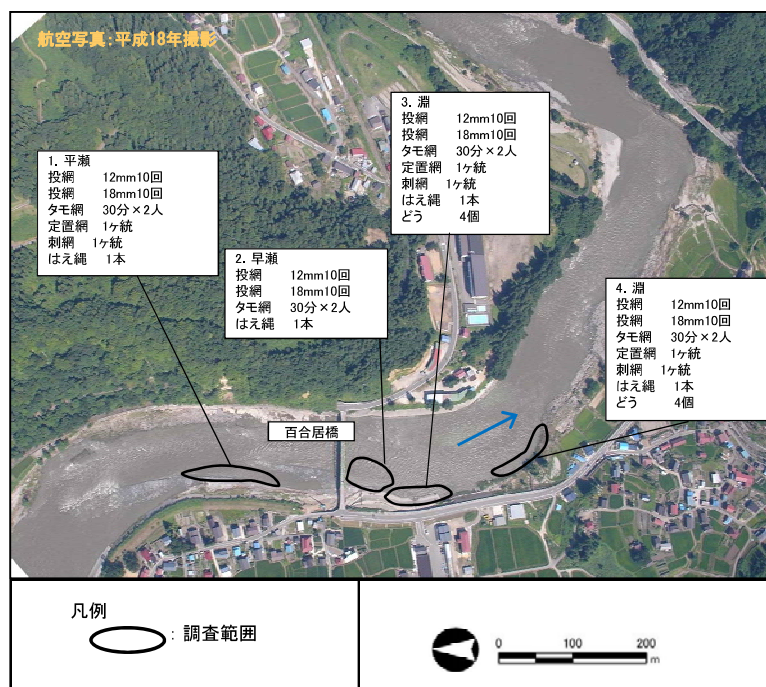 航空写真:平成18年撮影
1. 平瀬
投網 12mm10回
投網 18mm10回
タモ網 30分×2人
定置網 1ヶ統
刺網 1ヶ統
はえ縄 1本
2. 早瀬
投網 12mm10回
投網 18mm10回
タモ網 30分×2人
はえ縄 1本
3. 淵
投網 12mm10回
投網 18mm10回
タモ網 30分×2人
定置網 1ヶ統
刺網 1ヶ統
はえ縄 1本
どう 4個
4. 淵
投網 12mm10回
投網 18mm10回
タモ網 30分×2人
定置網 1ヶ統
刺網 1ヶ統
はえ縄 1本
どう 4個
百合居橋
凡例
: 調査範囲
0 100 200
m